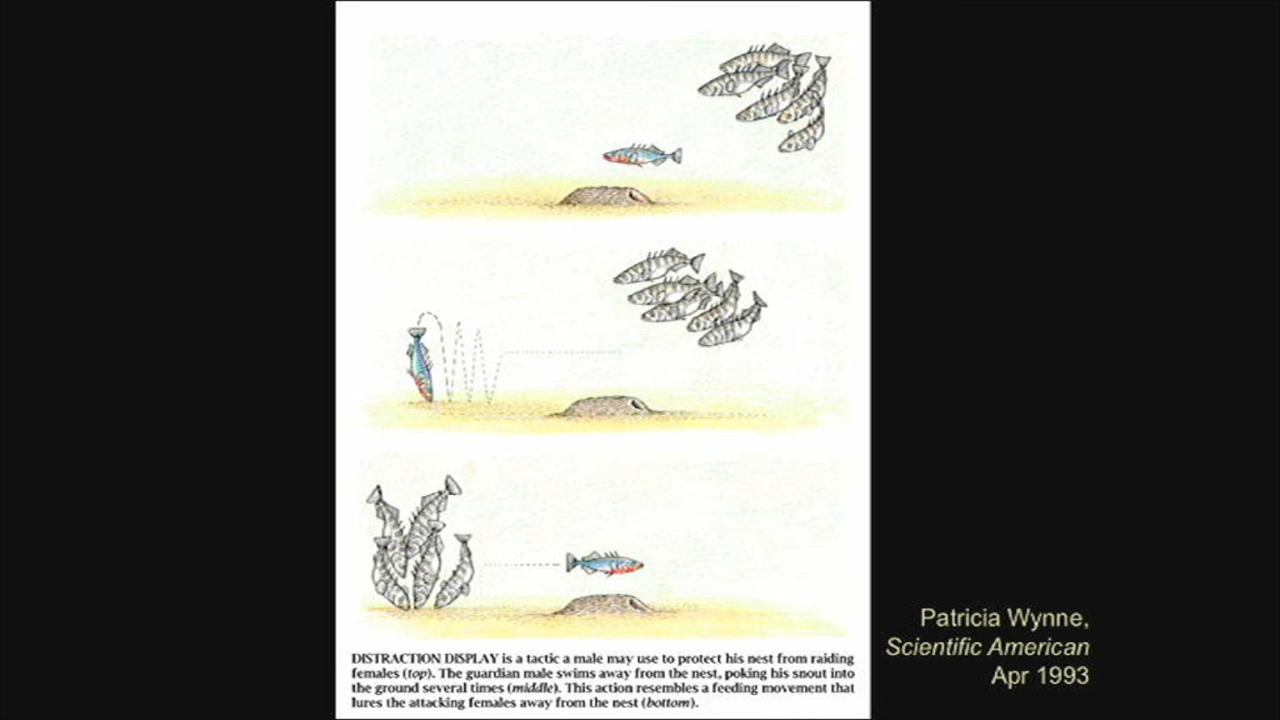 DISTRACTION DISPLAY is a tactic a male may use to protect his nest from raiding
females (top). The guardian male swims away from the nest, poking his snout into
the ground several times (middle). This action resembles a feeding movement that
lures the attacking females away from the nest (bottom).
Patricia Wynne,
Scientific American
Apr 1993